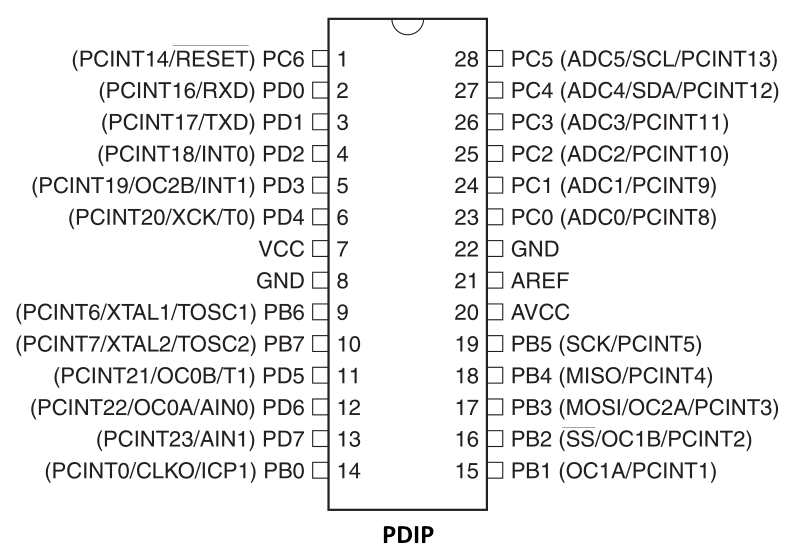 (PCINT14/RESET) PC6 1 28 PC5 (ADC5/SCL/PCINT13)
(PCINT16/RXD) PD0 2 27 PC4 (ADC4/SDA/PCINT12)
(PCINT17/TXD) PD1 3 26 PC3 (ADC3/PCINT11)
(PCINT18/INT0) PD2 4 25 PC2 (ADC2/PCINT10)
(PCINT19/OC2B/INT1) PD3 5 24 PC1 (ADC1/PCINT9)
(PCINT20/XCK/T0) PD4 6 23 PC0 (ADC0/PCINT8)
VCC 7 22 GND
GND 8 21 AREF
(PCINT6/XTAL1/TOSC1) PB6 9 20 AVCC
(PCINT7/XTAL2/TOSC2) PB7 10 19 PB5 (SCK/PCINT5)
(PCINT21/OC0B/T1) PD5 11 18 PB4 (MISO/PCINT4)
(PCINT22/OC0A/AIN0) PD6 12 17 PB3 (MOSI/OC2A/PCINT3)
(PCINT23/AIN1) PD7 13 16 PB2 (SS/OC1B/PCINT2)
(PCINT0/CLKO/ICP1) PB0 14 15 PB1 (OC1A/PCINT1)
PDIP